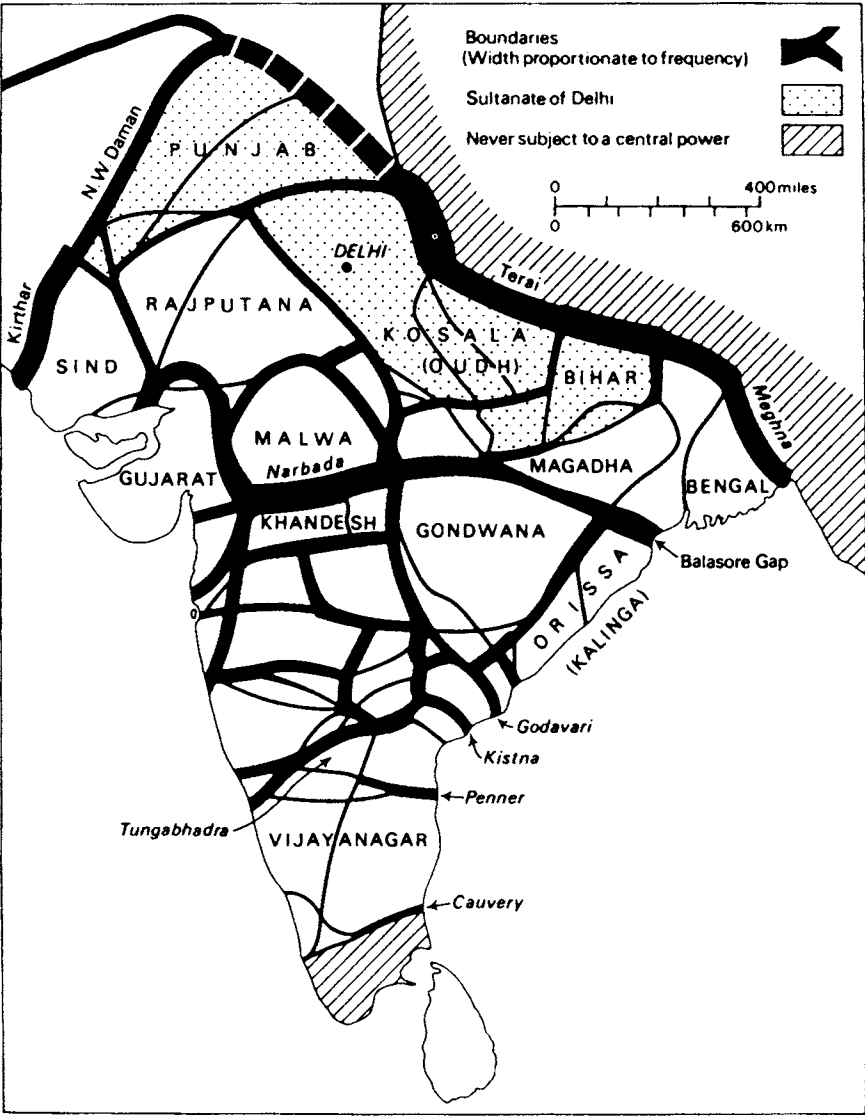 Boundaries
(Width proportionate to frequency)
Sultanate of Delhi
Never subject to a central power
0 400 miles
0 600 km
NW Daman
PUNJAB
DELHI
Terai
Kirthar
RAJPUTANA
KOSALA
(OUDH)
SIND
BIHAR
Meghna
MALWA
Narbada
MAGADHA
GUJARAT
BENGAL
KHANDESH
GONDWANA
Balasore Gap
ORISSA
(KALINGA)
Godavari
Kistna
Penner
Tungabhadra
VIJAYANAGAR
Cauvery